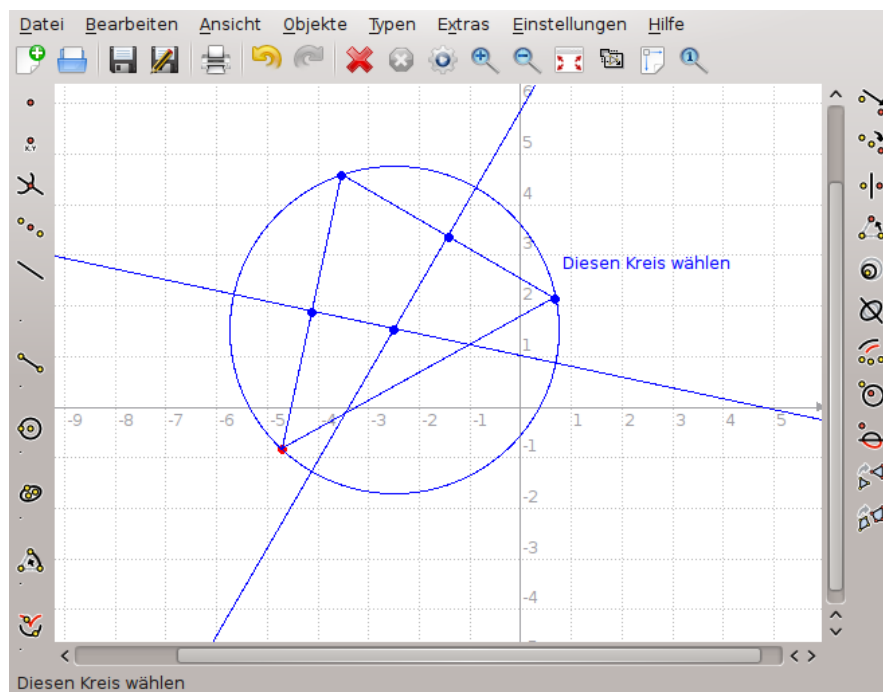 Datei Bearbeiten Ansicht Objekte Typen Extras Einstellungen Hilfe
X,Y
6
5
4
3
Diesen Kreis wählen
2
1
-9 -8 -7 -6 -5 -4 -3 -2 -1 1 2 3 4 5
-1
-2
-3
-4
Diesen Kreis wählen